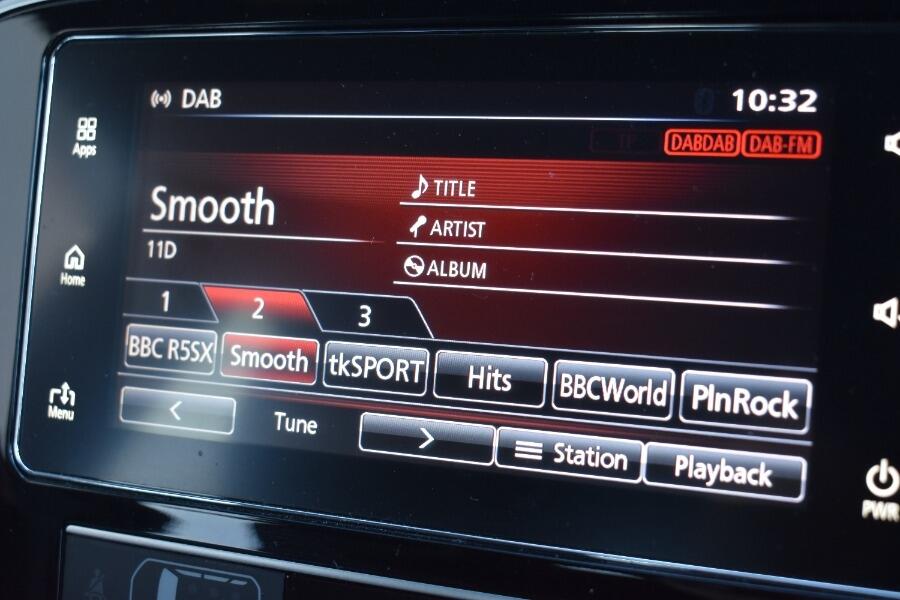 DAB
10:32
DABDAB DAB-FM
Apps
Smooth
11D
TITLE
ARTIST
ALBUM
Home
1 2 3
BBC R5SX Smooth tkSPORT Hits BBCWorld PlnRock
Menu
< Tune > Station Playback
PWR